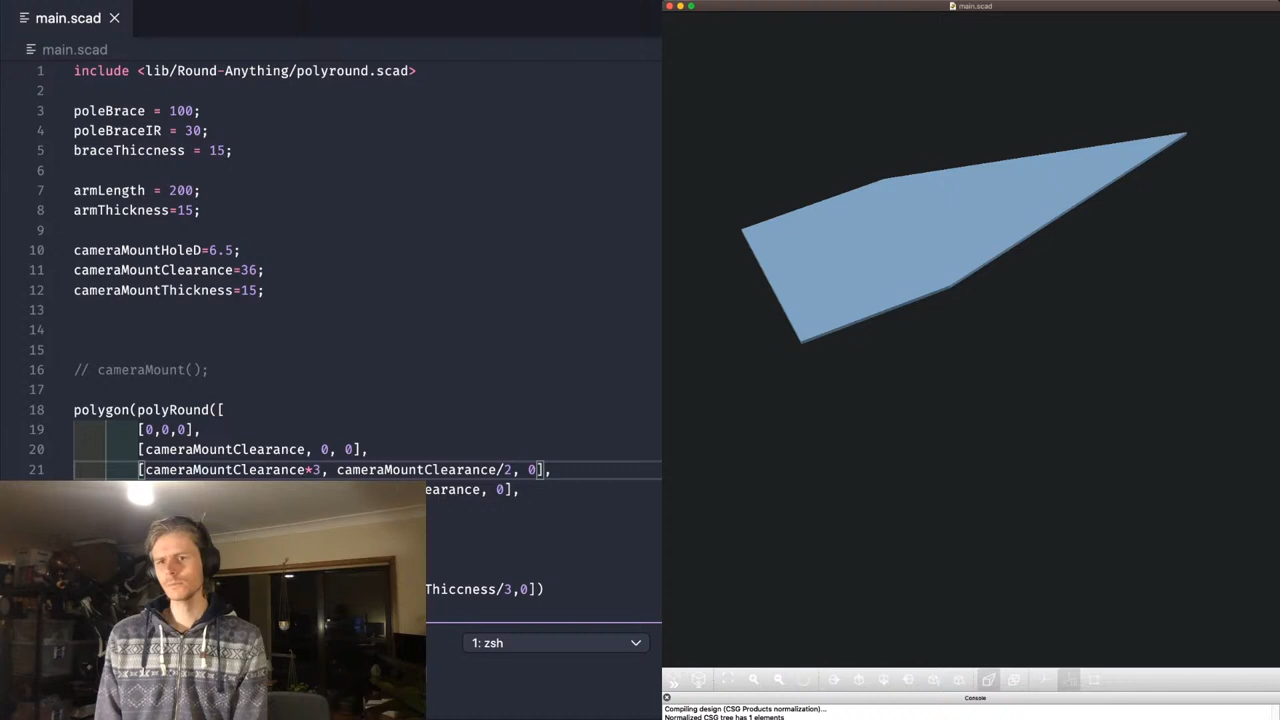 main.scad
main.scad
1 include <lib/Round-Anything/polyround.scad>
2
3 poleBrace = 100;
4 poleBraceIR = 30;
5 braceThiccness = 15;
6
7 armLength = 200;
8 armThickness=15;
9
10 cameraMountHoleD=6.5;
11 cameraMountClearance=36;
12 cameraMountThickness=15;
13
14
15
16 // cameraMount();
17
18 polygon(polyRound([
19 [0,0,0],
20 [cameraMountClearance, 0, 0],
21 [cameraMountClearance*3, cameraMountClearance/2, 0],
earance, 0],
Thiccness/3,0])
1: zsh
main.scad
Console
Compiling design (CSG Products normalization)...
Normalized CSG tree has 1 elements